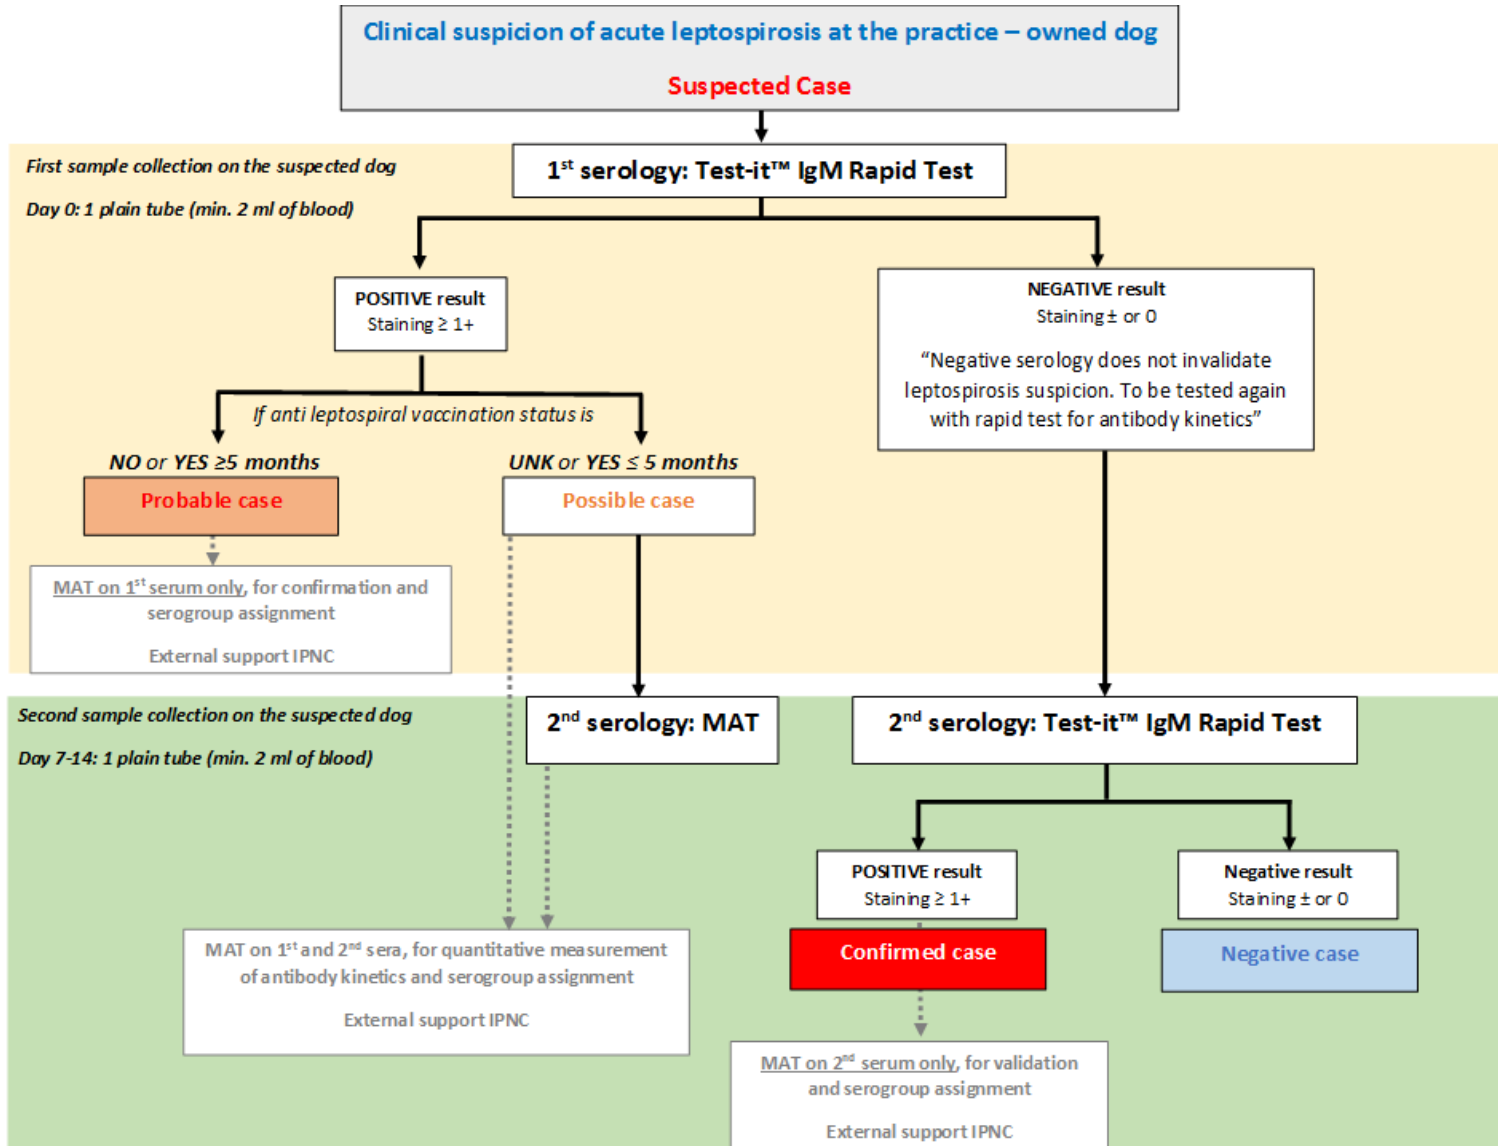 Clinical suspicion of acute leptospirosis at the practice – owned dog
Suspected Case
First sample collection on the suspected dog
Day 0: 1 plain tube (min. 2 ml of blood)
1st serology: Test-it™ IgM Rapid Test
POSITIVE result
Staining ≥ 1+
NEGATIVE result
Staining ± or 0
“Negative serology does not invalidate
leptospirosis suspicion. To be tested again
with rapid test for antibody kinetics”
If anti leptospiral vaccination status is
NO or YES ≥5 months
Probable case
UNK or YES ≤ 5 months
Possible case
MAT on 1st serum only, for confirmation and
serogroup assignment
External support IPNC
Second sample collection on the suspected dog
Day 7-14: 1 plain tube (min. 2 ml of blood)
2nd serology: MAT
2nd serology: Test-it™ IgM Rapid Test
POSITIVE result
Staining ≥ 1+
Confirmed case
Negative result
Staining ± or 0
Negative case
MAT on 1st and 2nd sera, for quantitative measurement
of antibody kinetics and serogroup assignment
External support IPNC
MAT on 2nd serum only, for validation
and serogroup assignment
External support IPNC